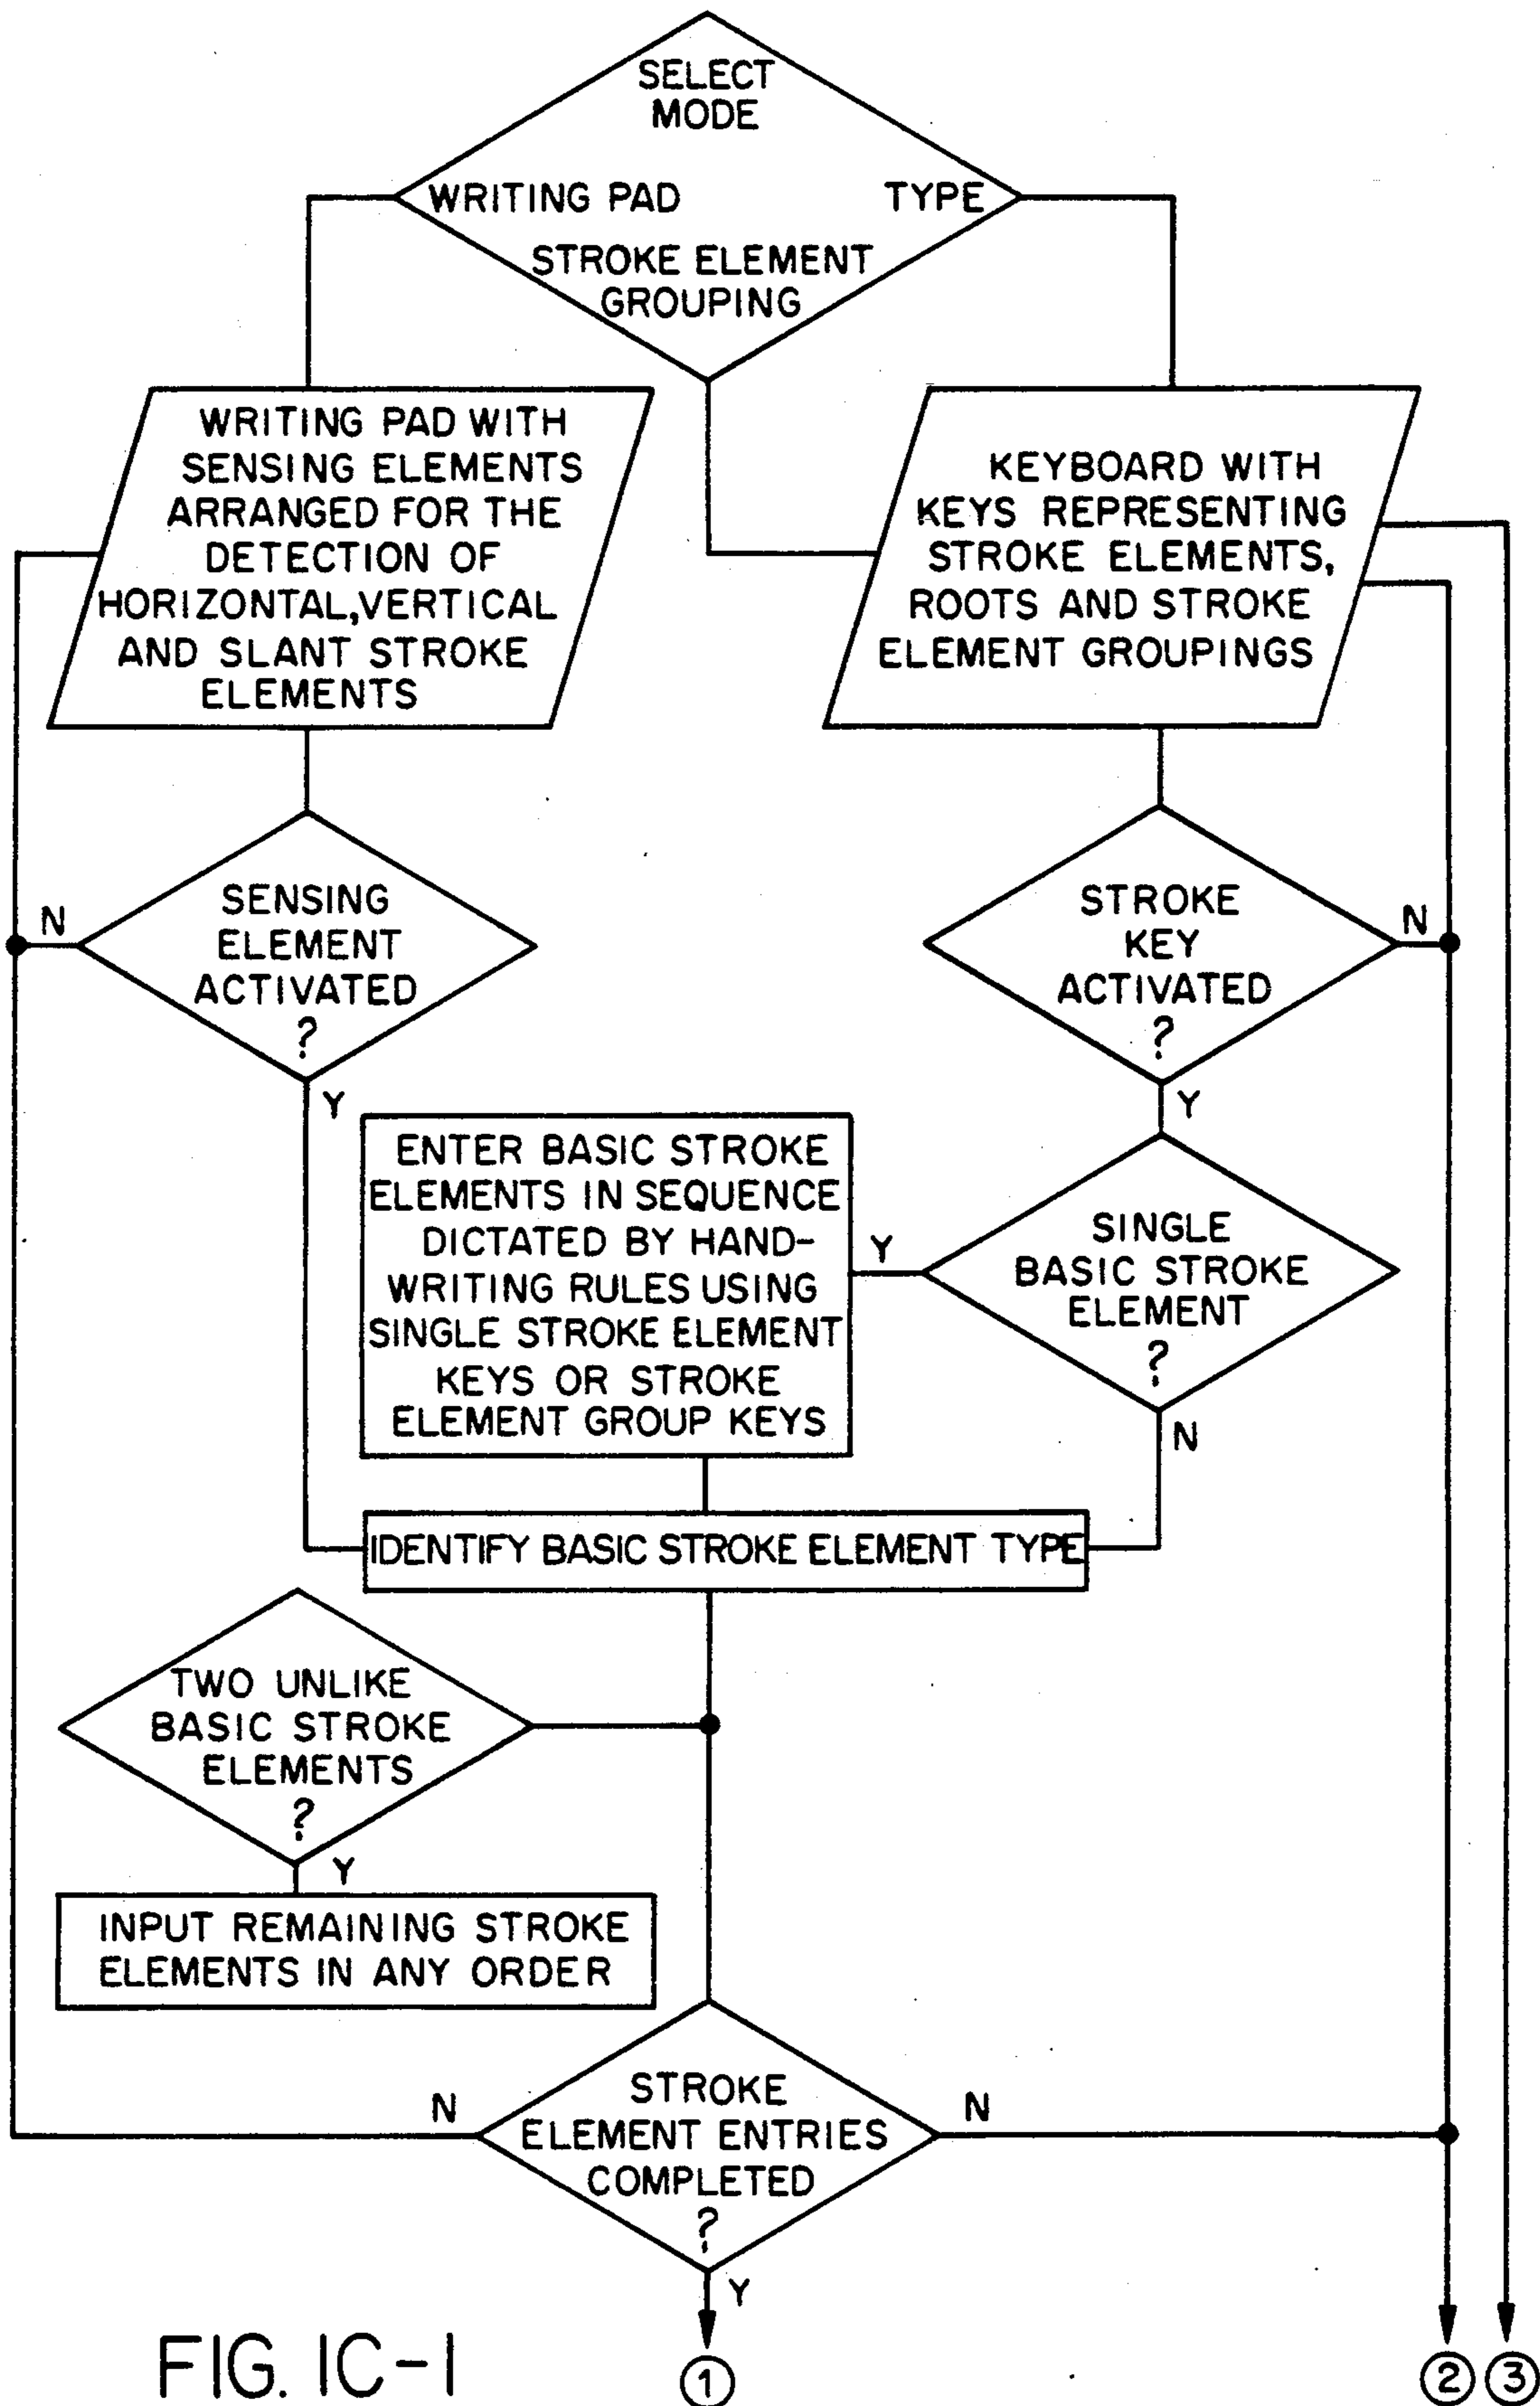 SELECT
MODE
WRITING PAD
TYPE
STROKE ELEMENT
GROUPING
WRITING PAD WITH
SENSING ELEMENTS
ARRANGED FOR THE
DETECTION OF
HORIZONTAL, VERTICAL
AND SLANT STROKE
ELEMENTS
KEYBOARD WITH
KEYS REPRESENTING
STROKE ELEMENTS,
ROOTS AND STROKE
ELEMENT GROUPINGS
SENSING
ELEMENT
ACTIVATED
?
N
Y
STROKE
KEY
ACTIVATED
?
N
Y
ENTER BASIC STROKE
ELEMENTS IN SEQUENCE
DICTATED BY HAND-
WRITING RULES USING
SINGLE STROKE ELEMENT
KEYS OR STROKE
ELEMENT GROUP KEYS
Y
SINGLE
BASIC STROKE
ELEMENT
?
N
IDENTIFY BASIC STROKE ELEMENT TYPE
TWO UNLIKE
BASIC STROKE
ELEMENTS
?
Y
INPUT REMAINING STROKE
ELEMENTS IN ANY ORDER
N
STROKE
ELEMENT ENTRIES
COMPLETED
?
N
Y
FIG. 1C-1
1
2
3